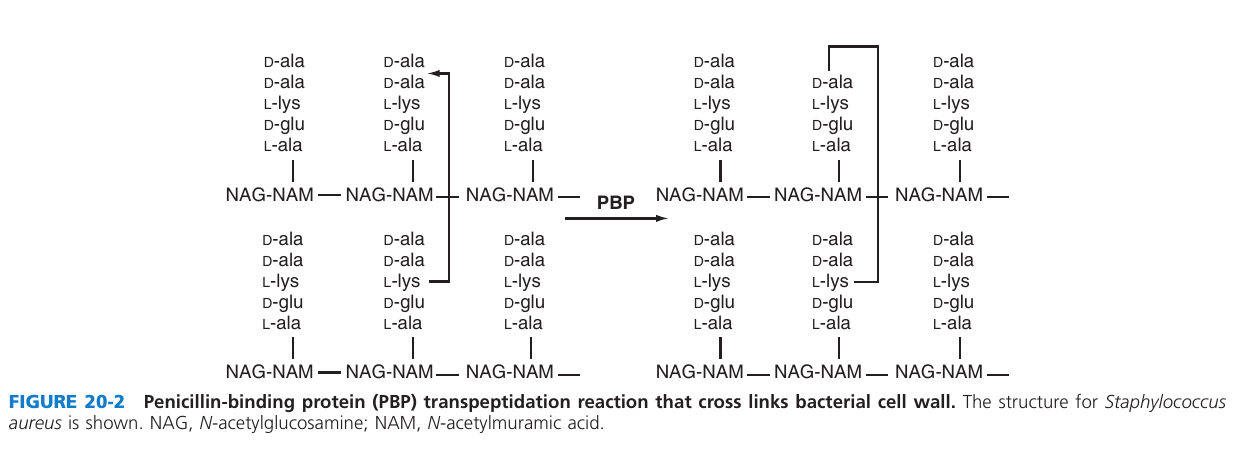 D-ala D-ala D-ala D-ala D-ala
D-ala D-ala D-ala D-ala D-ala D-ala
L-lys L-lys L-lys L-lys L-lys L-lys
D-glu D-glu D-glu D-glu D-glu D-glu
L-ala L-ala L-ala L-ala L-ala L-ala
NAG-NAM NAG-NAM NAG-NAM NAG-NAM NAG-NAM NAG-NAM
PBP
D-ala D-ala D-ala D-ala D-ala D-ala
D-ala D-ala D-ala D-ala D-ala D-ala
L-lys L-lys L-lys L-lys L-lys L-lys
D-glu D-glu D-glu D-glu D-glu D-glu
L-ala L-ala L-ala L-ala L-ala L-ala
NAG-NAM NAG-NAM NAG-NAM NAG-NAM NAG-NAM NAG-NAM
FIGURE 20-2 Penicillin-binding protein (PBP) transpeptidation reaction that cross links bacterial cell wall. The structure for Staphylococcus
aureus is shown. NAG, N-acetylglucosamine; NAM, N-acetylmuramic acid.